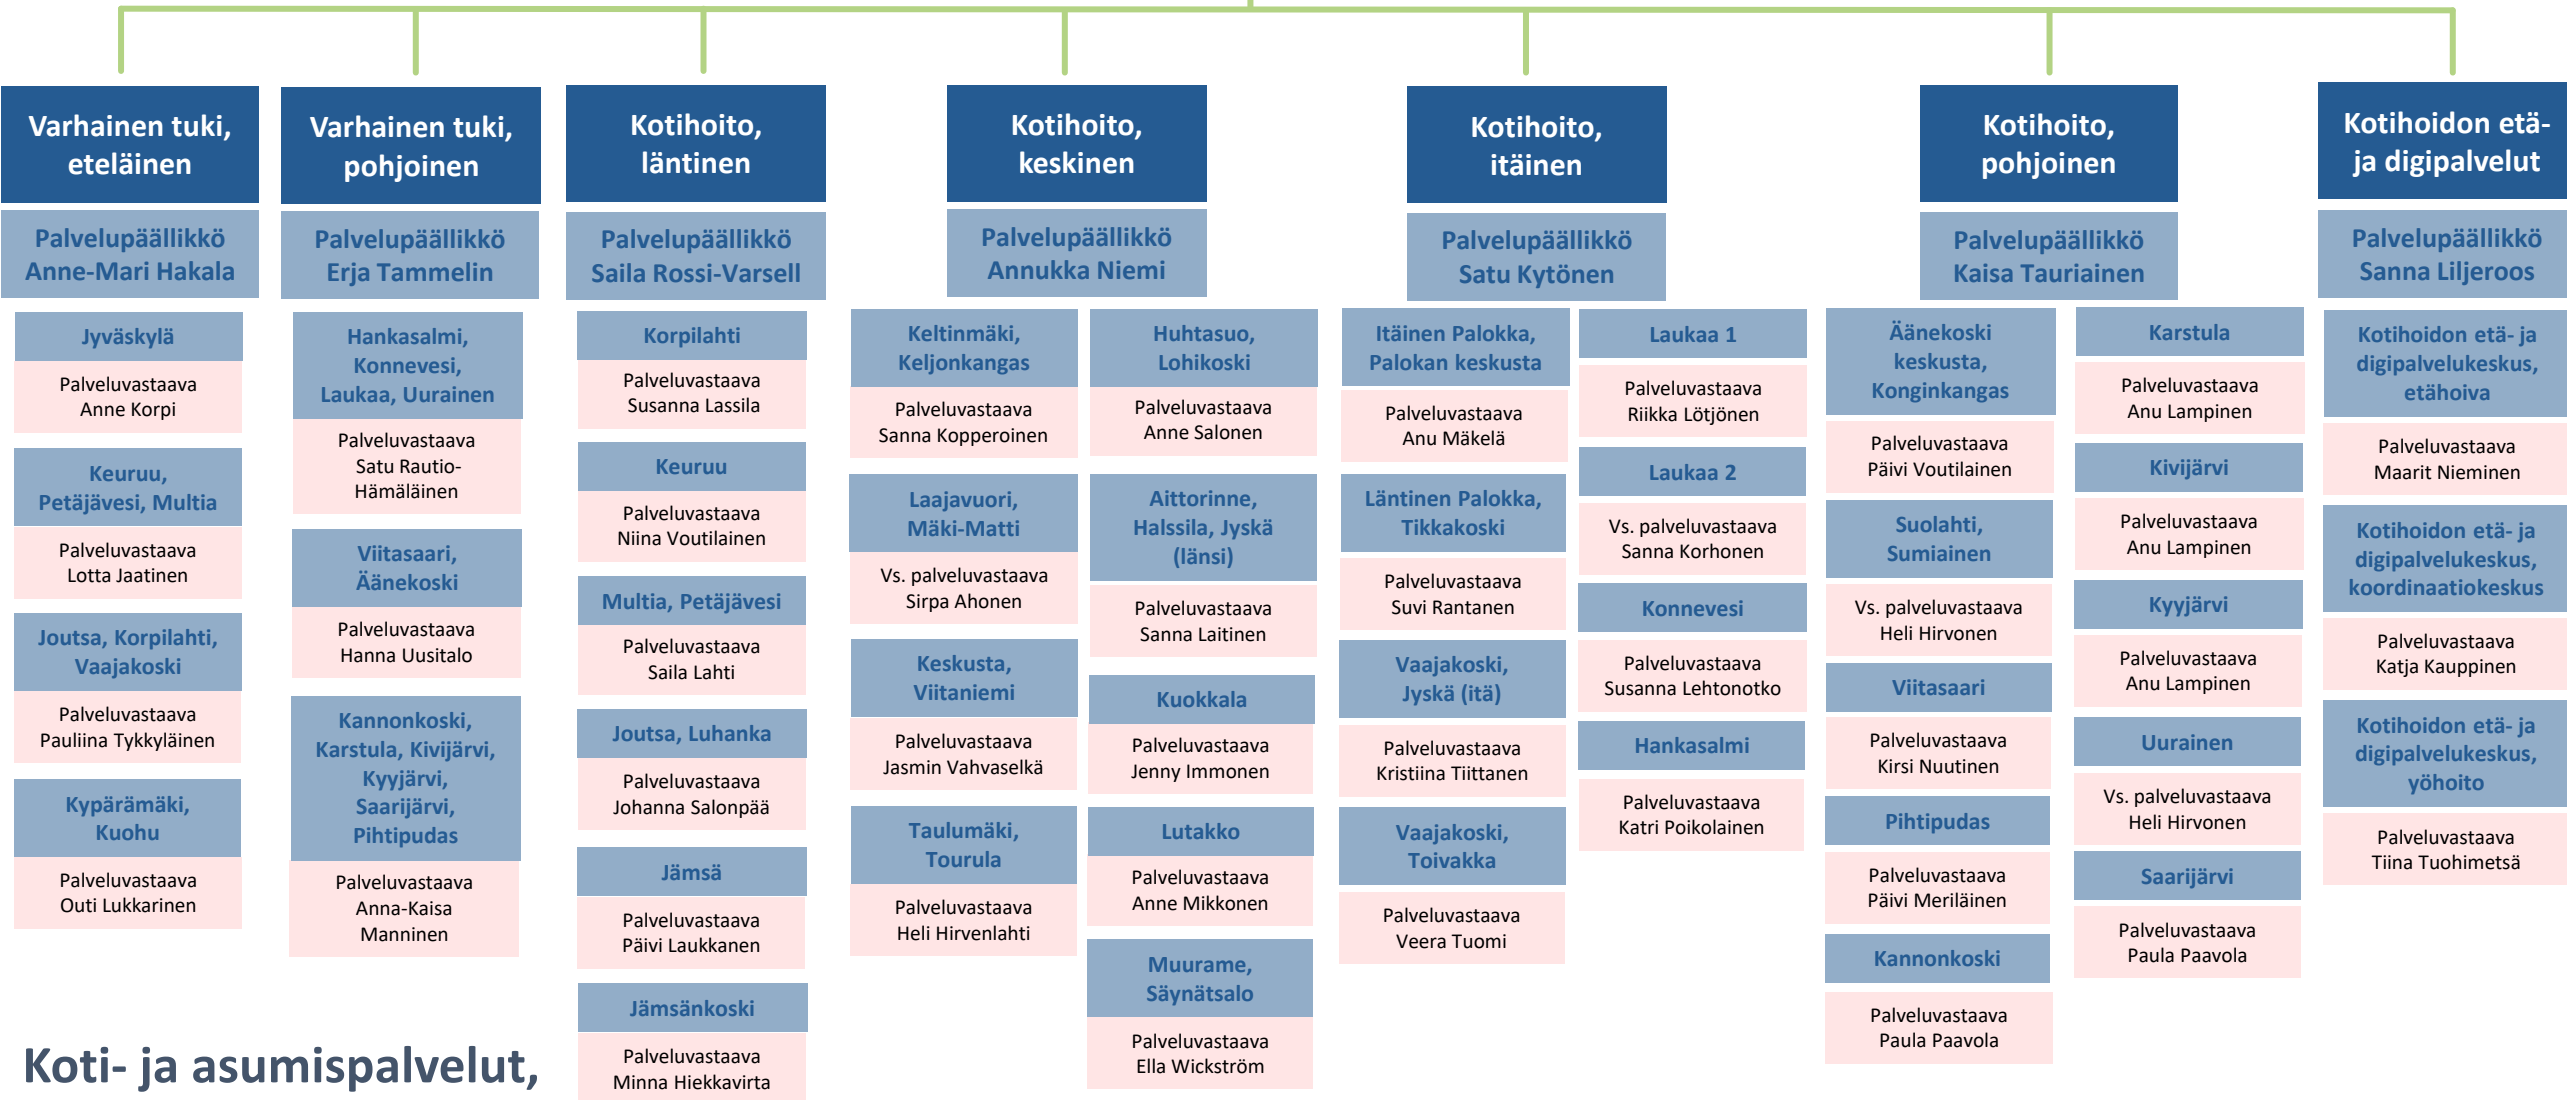 Varhainen tuki,
eteläinen
Palvelupäällikkö
Anne-Mari Hakala
Jyväskylä
Palveluvastaava
Anne Korpi
Keuruu,
Petäjävesi, Multia
Palveluvastaava
Lotta Jaatinen
Joutsa, Korpilahti,
Vaajakoski
Palveluvastaava
Pauliina Tykkyläinen
Kypärämäki,
Kuohu
Palveluvastaava
Outi Lukkarinen
Varhainen tuki,
pohjoinen
Palvelupäällikkö
Erja Tammelin
Hankasalmi,
Konnevesi,
Laukaa, Uurainen
Palveluvastaava
Satu Rautio-
Hämäläinen
Viitasaari,
Äänekoski
Palveluvastaava
Hanna Uusitalo
Kannonkoski,
Karstula, Kivijärvi,
Kyyjärvi,
Saarijärvi,
Pihtipudas
Palveluvastaava
Anna-Kaisa
Manninen
Kotihoito,
läntinen
Palvelupäällikkö
Saila Rossi-Varsell
Korpilahti
Palveluvastaava
Susanna Lassila
Keuruu
Palveluvastaava
Niina Voutilainen
Multia, Petäjävesi
Palveluvastaava
Saila Lahti
Joutsa, Luhanka
Palveluvastaava
Johanna Salonpää
Jämsä
Palveluvastaava
Päivi Laukkanen
Jämsänkoski
Palveluvastaava
Minna Hiekkavirta
Kotihoito,
keskinen
Palvelupäällikkö
Annukka Niemi
Keltinmäki,
Keljonkangas
Palveluvastaava
Sanna Kopperoinen
Laajavuori,
Mäki-Matti
Vs. palveluvastaava
Sirpa Ahonen
Keskusta,
Viitaniemi
Palveluvastaava
Jasmin Vahvaselkä
Taulumäki,
Tourula
Palveluvastaava
Heli Hirvenlahti
Huhtasuo,
Lohikoski
Palveluvastaava
Anne Salonen
Aittorinne,
Halssila, Jyskä
(länsi)
Palveluvastaava
Sanna Laitinen
Kuokkala
Palveluvastaava
Jenny Immonen
Lutakko
Palveluvastaava
Anne Mikkonen
Muurame,
Säynätsalo
Palveluvastaava
Ella Wickström
Kotihoito,
itäinen
Palvelupäällikkö
Satu Kytönen
Itäinen Palokka,
Palokan keskusta
Palveluvastaava
Anu Mäkelä
Läntinen Palokka,
Tikkakoski
Palveluvastaava
Suvi Rantanen
Vaajakoski,
Jyskä (itä)
Palveluvastaava
Kristiina Tiittanen
Vaajakoski,
Toivakka
Palveluvastaava
Veera Tuomi
Laukaa 1
Palveluvastaava
Riikka Lötjönen
Laukaa 2
Vs. palveluvastaava
Sanna Korhonen
Konnevesi
Palveluvastaava
Susanna Lehtonotko
Hankasalmi
Palveluvastaava
Katri Poikolainen
Kotihoito,
pohjoinen
Palvelupäällikkö
Kaisa Tauriainen
Äänekoski
keskusta,
Konginkangas
Palveluvastaava
Päivi Voutilainen
Suolahti,
Sumiainen
Vs. palveluvastaava
Heli Hirvonen
Viitasaari
Palveluvastaava
Kirsi Nuutinen
Pihtipudas
Palveluvastaava
Päivi Meriläinen
Kannonkoski
Palveluvastaava
Paula Paavola
Karstula
Palveluvastaava
Anu Lampinen
Kivijärvi
Palveluvastaava
Anu Lampinen
Kyyjärvi
Palveluvastaava
Anu Lampinen
Uurainen
Vs. palveluvastaava
Heli Hirvonen
Saarijärvi
Palveluvastaava
Paula Paavola
Kotihoidon etä-
ja digipalvelut
Palvelupäällikkö
Sanna Liljeroos
Kotihoidon etä- ja
digipalvelukeskus,
etähoiva
Palveluvastaava
Maarit Nieminen
Kotihoidon etä- ja
digipalvelukeskus,
koordinaatiokeskus
Palveluvastaava
Katja Kauppinen
Kotihoidon etä- ja
digipalvelukeskus,
yöhoito
Palveluvastaava
Tiina Tuohimetsä
Koti- ja asumispalvelut,